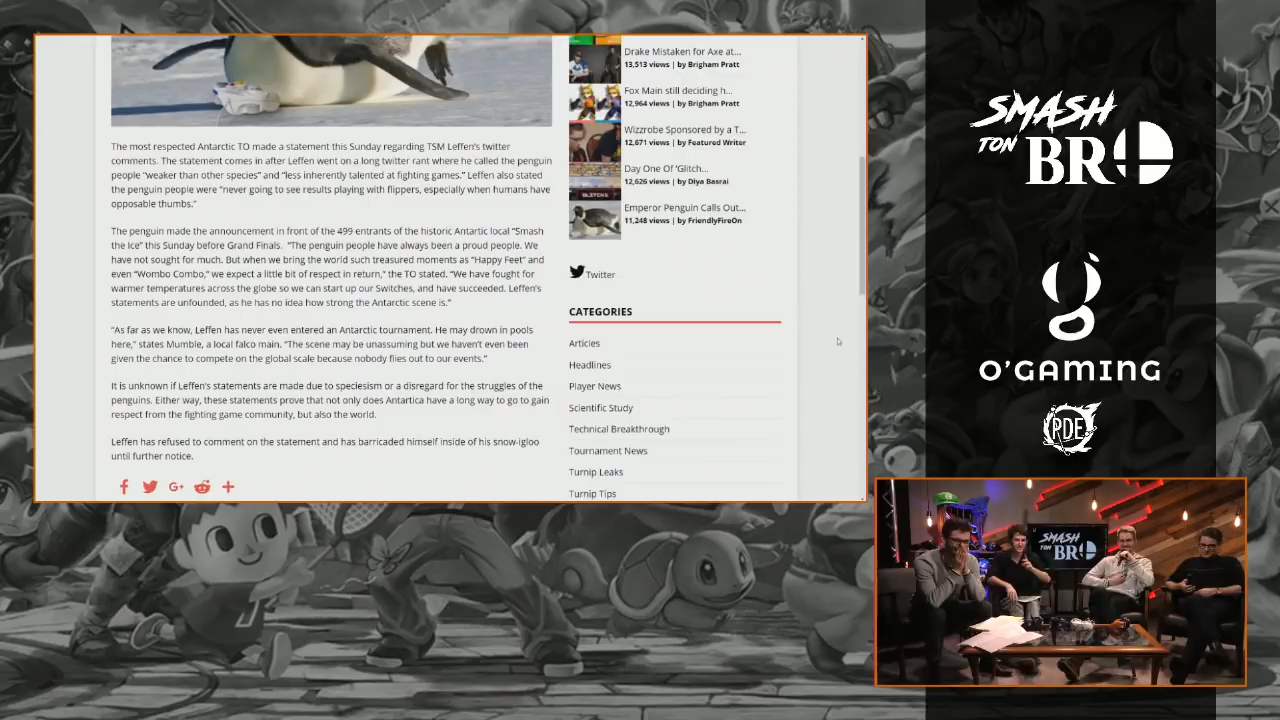 The most respected Antarctic TO made a statement this Sunday regarding TSM Leffen's twitter
comments. The statement comes in after Leffen went on a long twitter rant where he called the penguin
people "weaker than other species" and "less inherently talented at fighting games." Leffen also stated
the penguin people were "never going to see results playing with flippers, especially when humans have
opposable thumbs."
The penguin made the announcement in front of the 499 entrants of the historic Antartic local "Smash
the Ice" this Sunday before Grand Finals. "The penguin people have always been a proud people. We
have not sought for much. But when we bring the world such treasured moments as "Happy Feet" and
even "Wombo Combo," we expect a little bit of respect in return," the TO stated. "We have fought for
warmer temperatures across the globe so we can start up our Switches, and have succeeded. Leffen's
statements are unfounded, as he has no idea how strong the Antarctic scene is."
"As far as we know, Leffen has never even entered an Antarctic tournament. He may drown in pools
here," states Mumble, a local falco main. "The scene may be unassuming but we haven't even been
given the chance to compete on the global scale because nobody flies out to our events."
It is unknown if Leffen's statements are made due to speciesism or a disregard for the struggles of the
penguins. Either way, these statements prove that not only does Antartica have a long way to go to gain
respect from the fighting game community, but also the world.
Leffen has refused to comment on the statement and has barricaded himself inside of his snow-igloo
until further notice.
Drake Mistaken for Axe at...
13,513 views | by Brigham Pratt
Fox Main still deciding h...
12,964 views | by Brigham Pratt
Wizzrobe Sponsored by a T...
12,671 views | by Featured Writer
Day One Of 'Glitch...
12,626 views | by Diya Basrai
Emperor Penguin Calls Out...
11,248 views | by FriendlyFireOn
Twitter
CATEGORIES
Articles
Headlines
Player News
Scientific Study
Technical Breakthrough
Tournament News
Turnip Leaks
Turnip Tips
SMASH
TON BRO
O'GAMING
PDE
SMASH
TON BRO